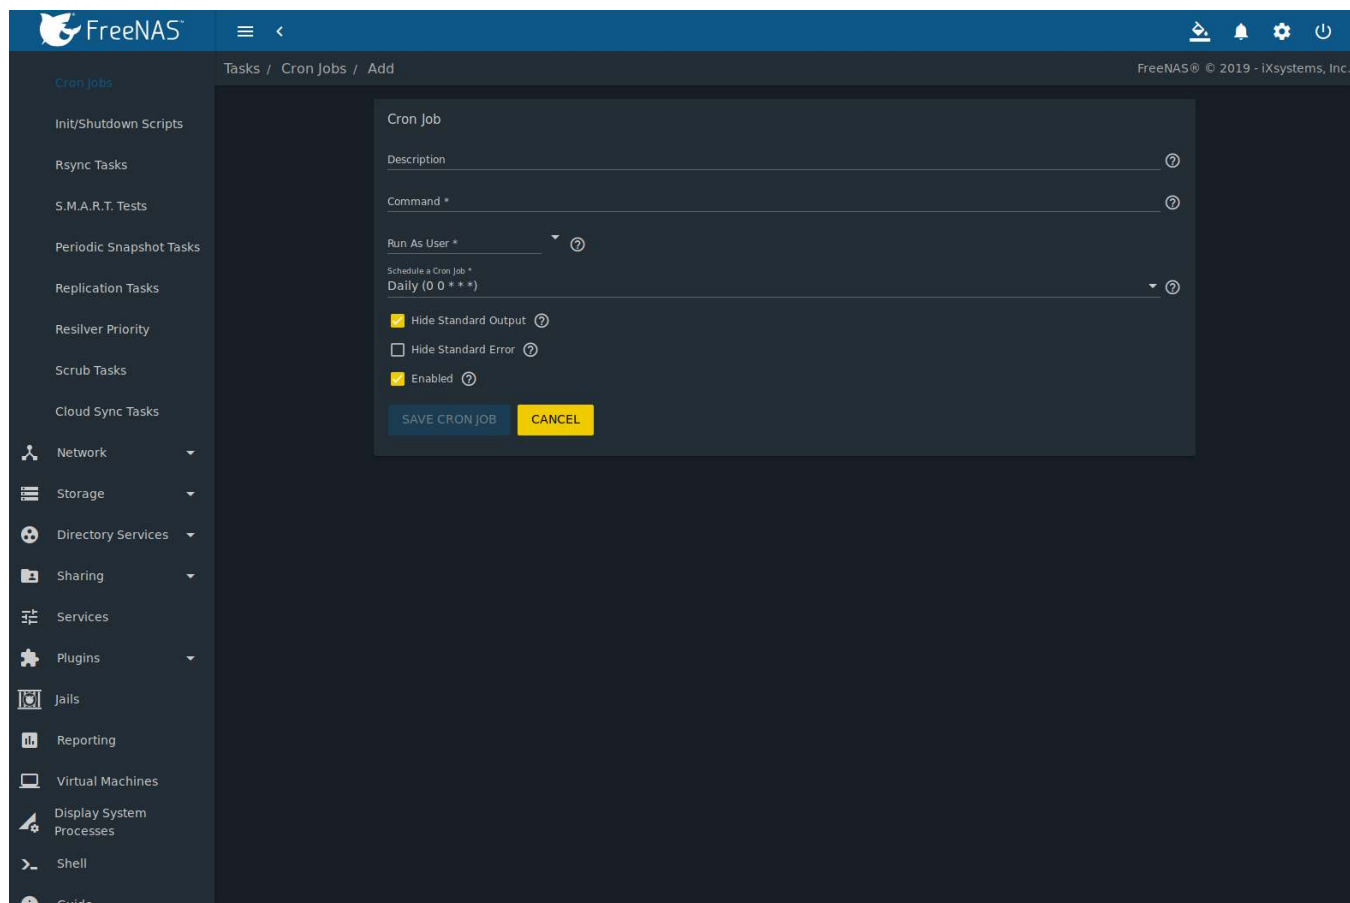 FreeNAS™
Tasks / Cron Jobs / Add
FreeNAS® © 2019 - iXsystems, Inc.
Cron Jobs
Init/Shutdown Scripts
Rsync Tasks
S.M.A.R.T. Tests
Periodic Snapshot Tasks
Replication Tasks
Resilver Priority
Scrub Tasks
Cloud Sync Tasks
Network
Storage
Directory Services
Sharing
Services
Plugins
Jails
Reporting
Virtual Machines
Display System
Processes
Shell
Guide
Cron Job
Description
Command *
Run As User *
Schedule a Cron Job *
Daily (0 0 * * *)
Hide Standard Output
Hide Standard Error
Enabled
SAVE CRON JOB
CANCEL